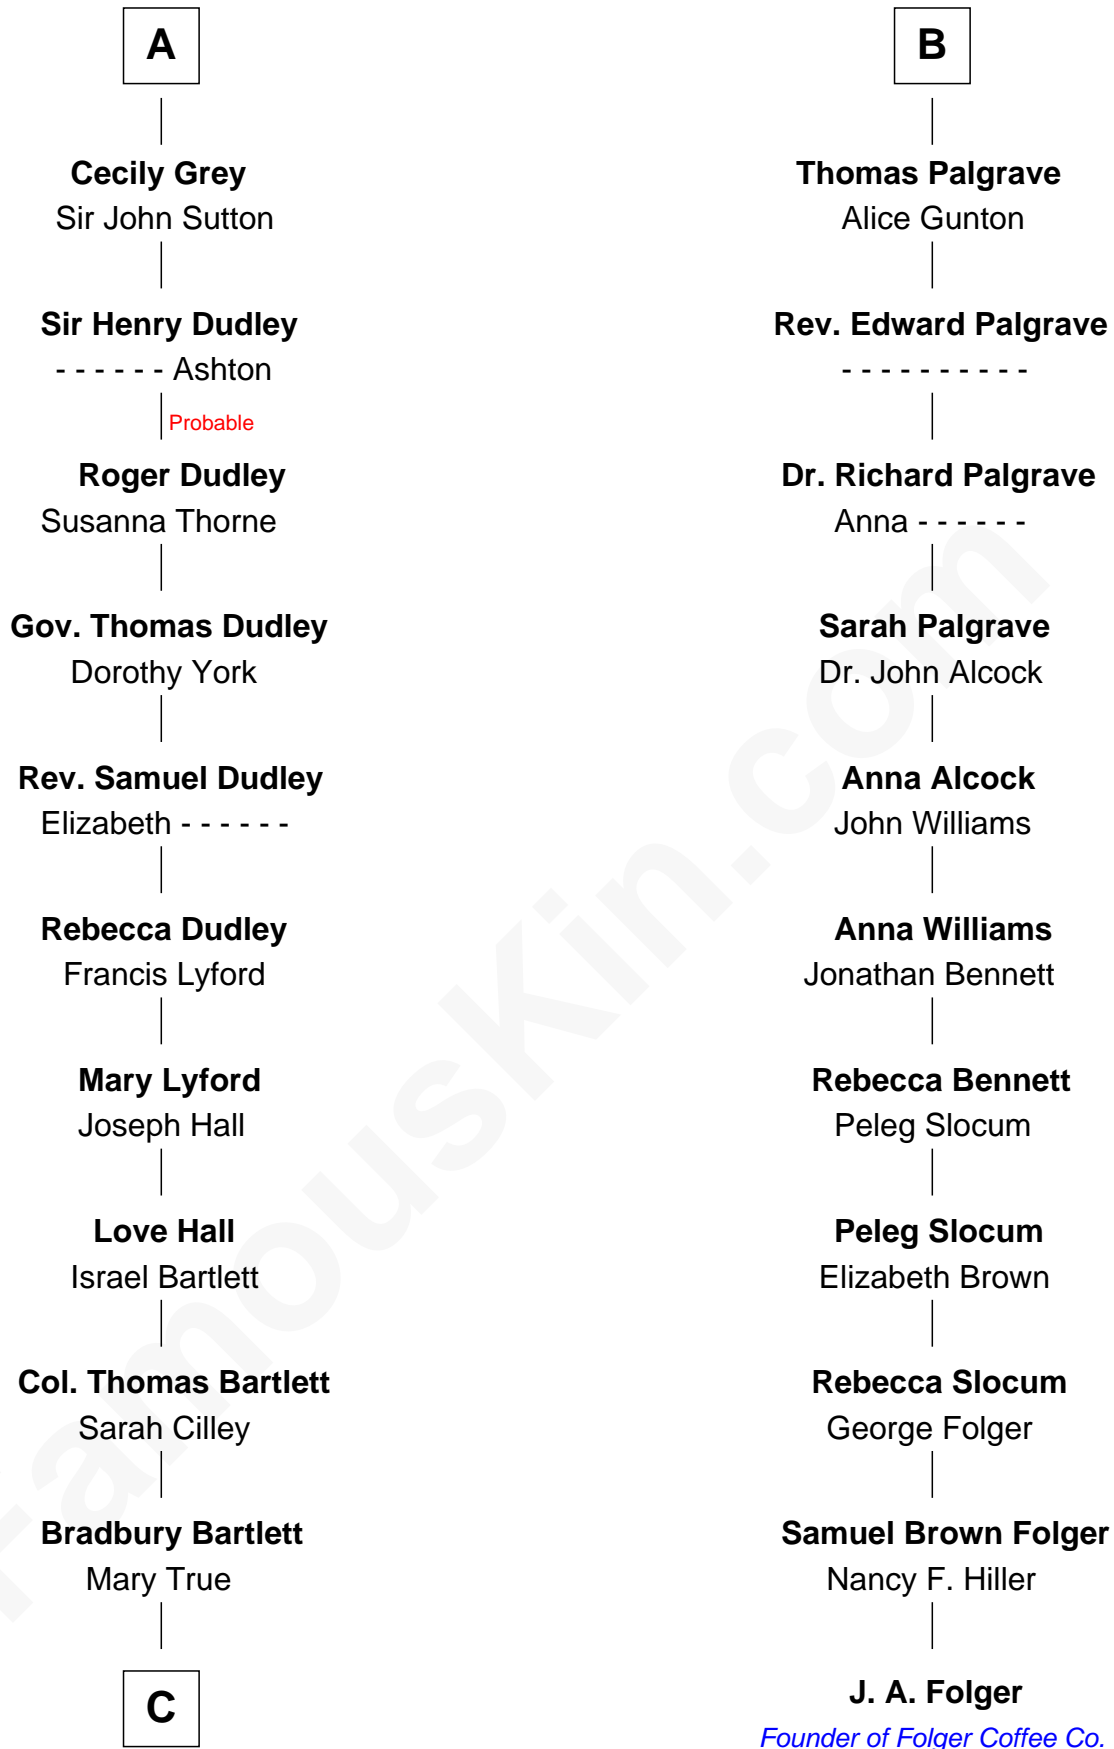 A
Cecily Grey
Sir John Sutton
Sir Henry Dudley
- - - - - - Ashton
Probable
Roger Dudley
Susanna Thorne
Gov. Thomas Dudley
Dorothy York
Rev. Samuel Dudley
Elizabeth - - - - - -
Rebecca Dudley
Francis Lyford
Mary Lyford
Joseph Hall
Love Hall
Israel Bartlett
Col. Thomas Bartlett
Sarah Cilley
Bradbury Bartlett
Mary True
C
B
Thomas Palgrave
Alice Gunton
Rev. Edward Palgrave
- - - - - - - - - -
Dr. Richard Palgrave
Anna - - - - - -
Sarah Palgrave
Dr. John Alcock
Anna Alcock
John Williams
Anna Williams
Jonathan Bennett
Rebecca Bennett
Peleg Slocum
Peleg Slocum
Elizabeth Brown
Rebecca Slocum
George Folger
Samuel Brown Folger
Nancy F. Hiller
J. A. Folger
Founder of Folger Coffee Co.
FamousKin.com